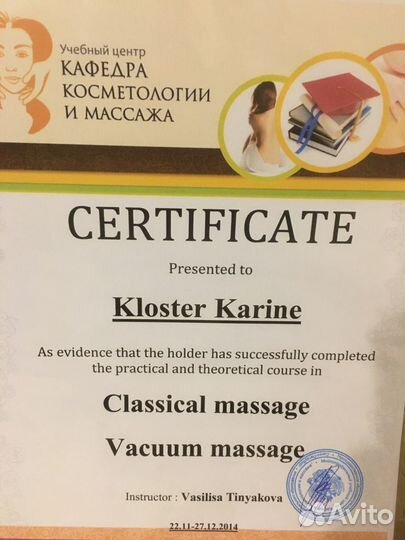 Учебный центр
КАФЕДРА
КОСМЕТОЛОГИИ
И МАССАЖА
CERTIFICATE
Presented to
Kloster Karine
As evidence that the holder has successfully completed
the practical and theoretical course in
Classical massage
Vacuum massage
Instructor : Vasilisa Tinyakova
22.11-27.12.2014
Avito